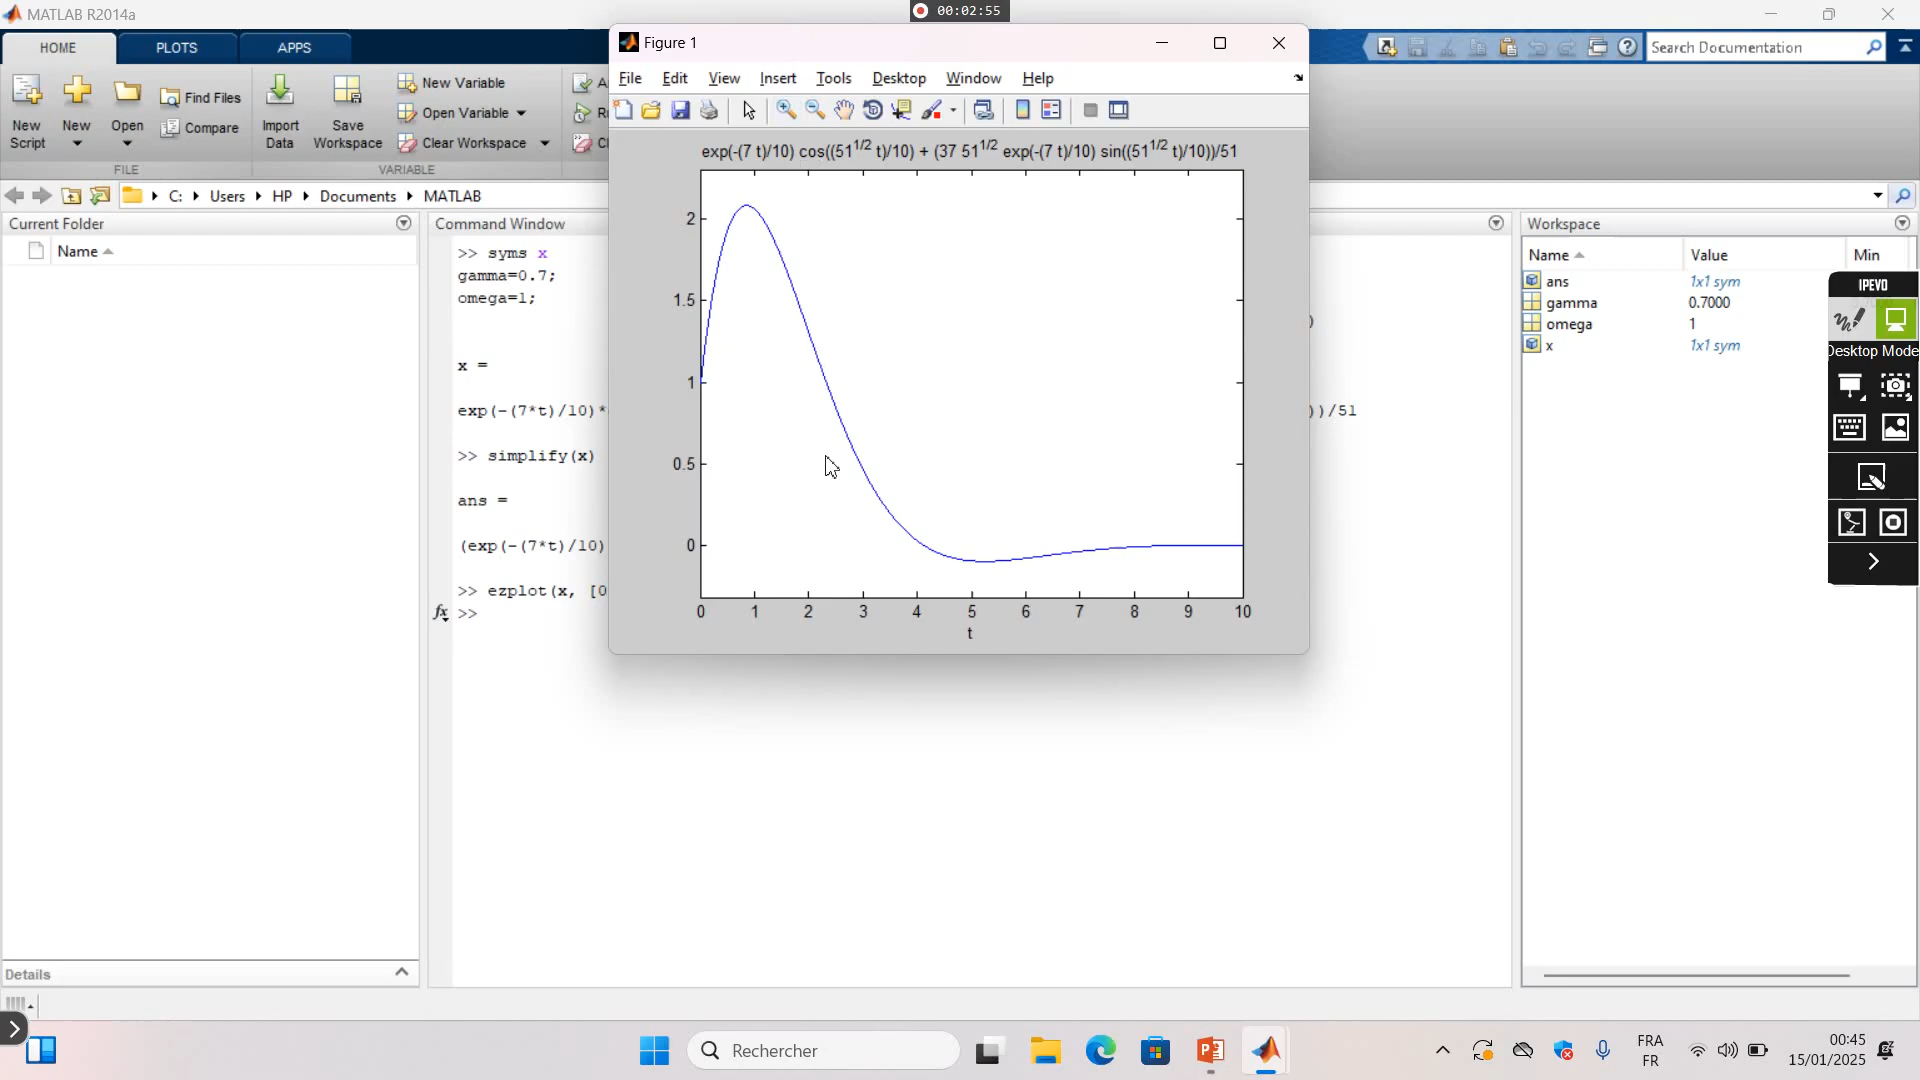 MATLAB R2014a
00:02:55
HOME PLOTS APPS
Search Documentation
New Script
New
Open
Find Files
Compare
Import Data
Save Workspace
New Variable
Open Variable
Clear Workspace
FILE
VARIABLE
C: Users HP Documents MATLAB
Current Folder
Name
Details
Command Window
>> syms x
gamma=0.7;
omega=1;
x =
exp(-(7*t)/10)*
))/51
>> simplify(x)
ans =
(exp(-(7*t)/10)
>> ezplot(x, [0
fx >>
Figure 1
File Edit View Insert Tools Desktop Window Help
exp(-(7 t)/10) cos((51^1/2 t)/10) + (37 51^1/2 exp(-(7 t)/10) sin((51^1/2 t)/10))/51
2
1.5
1
0.5
0
0 1 2 3 4 5 6 7 8 9 10
t
Workspace
Name Value Min
ans 1x1 sym
gamma 0.7000
omega 1
x 1x1 sym
IPEVO
Desktop Mode
Rechercher
FRA
FR
00:45
15/01/2025